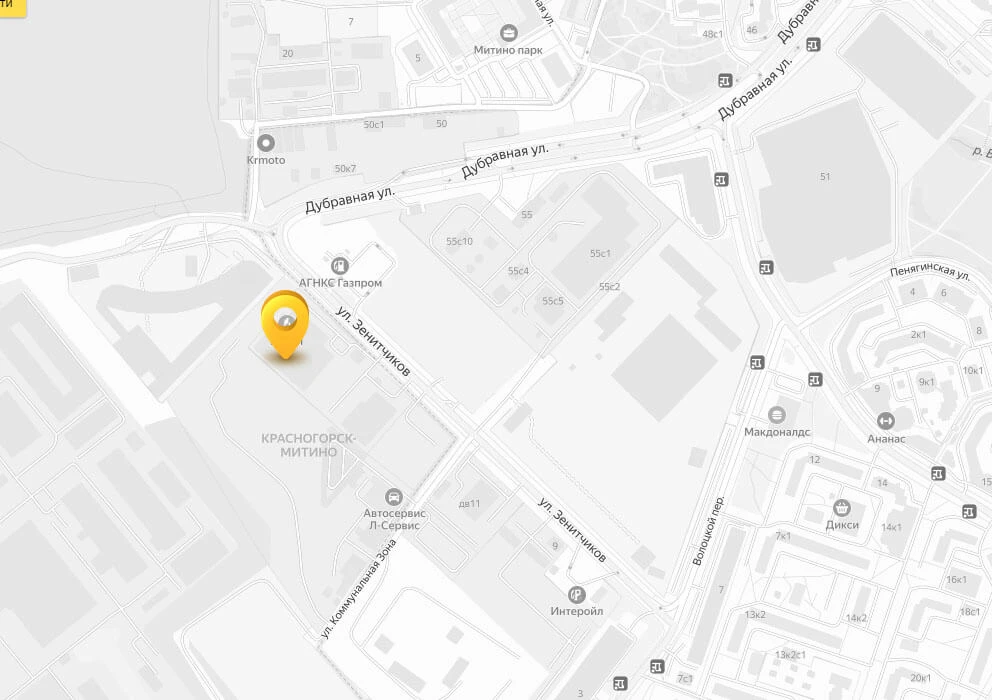 ти
7
ная ул.
Митино парк
48с1
46
Дубравн
20
5
Дубравная ул.
50с1
50
Krmoto
50к7
Дубравная ул.
Дубравная ул.
51
р. Б
55
55с10
55с1
55с4
55с2
55с5
АГНКС Газпром
Пенягинская ул.
4
6
2к1
8
ул. Зенитчиков
10к1
9
9к1
Макдоналдс
Ананас
КРАСНОГОРСК-
МИТИНО
12
14
15
Автосервис
Л-Сервис
дв11
Дикси
14к1
ул. Зенитчиков
Волоцкой пер.
7к1
9
ул. Коммунальная Зона
16к1
7
Интеройл
13к2
14к2
18с1
13к2с1
7с1
20к1
3